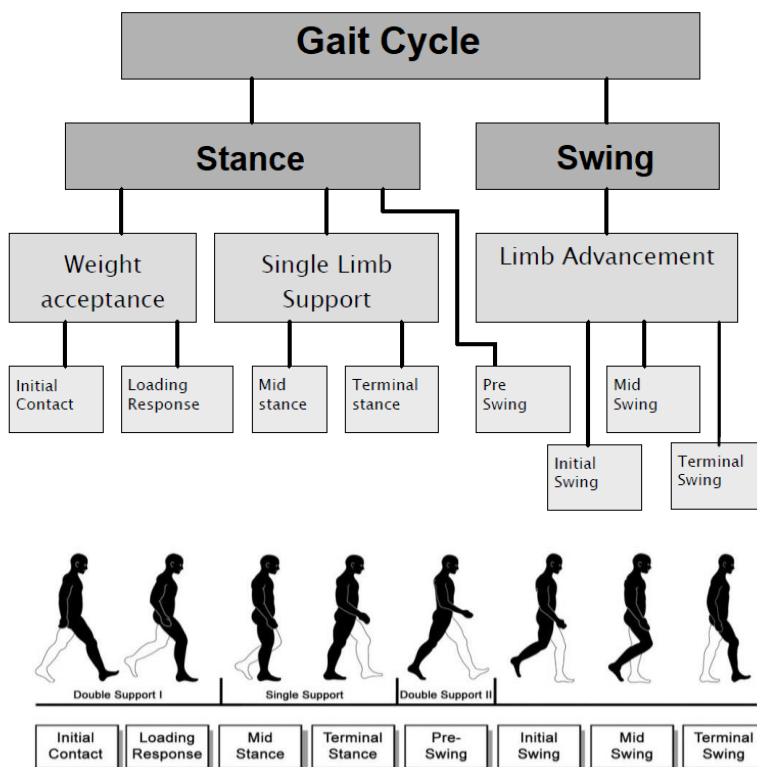 Gait Cycle
Stance
Swing
Weight
acceptance
Single Limb
Support
Limb Advancement
Initial
Contact
Loading
Response
Mid
stance
Terminal
stance
Pre
Swing
Mid
Swing
Initial
Swing
Terminal
Swing
Double Support I
Single Support
Double Support II
Initial
Contact
Loading
Response
Mid
Stance
Terminal
Stance
Pre-
Swing
Initial
Swing
Mid
Swing
Terminal
Swing